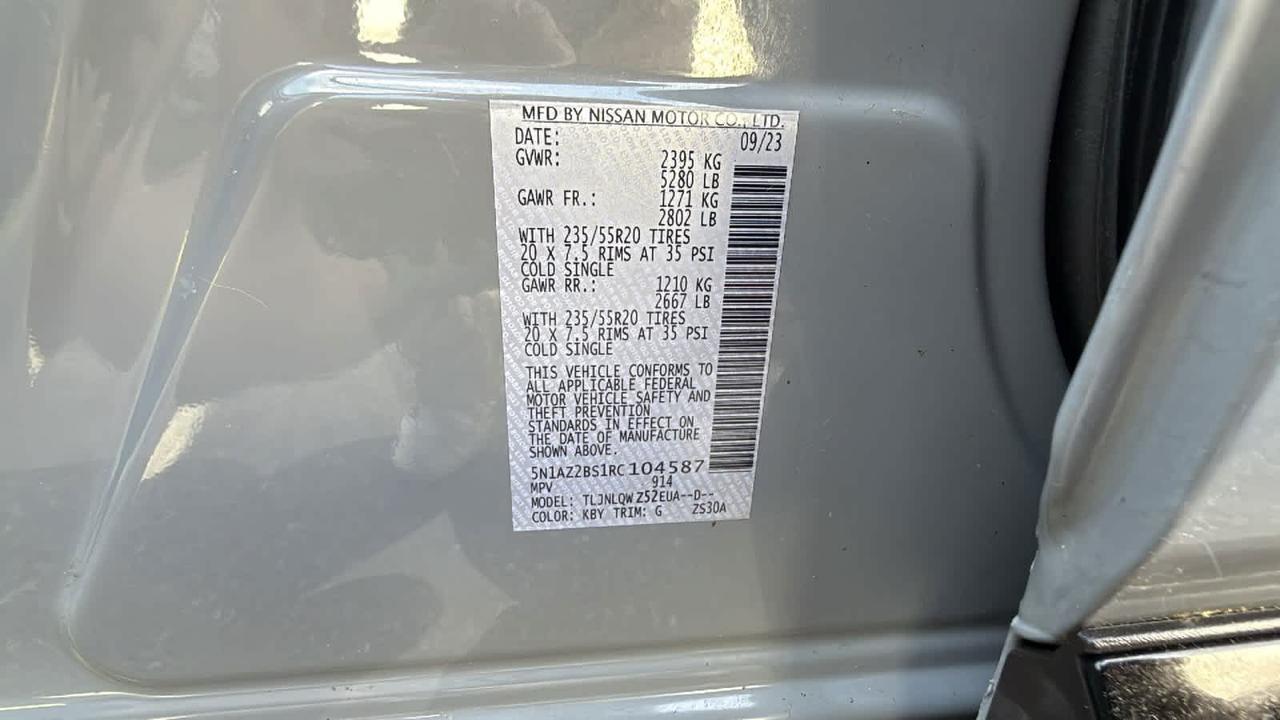 MFD BY NISSAN MOTOR CO., LTD.
DATE: 09/23
GVWR: 2395 KG
5280 LB
GAWR FR.: 1271 KG
2802 LB
WITH 235/55R20 TIRES
20 X 7.5 RIMS AT 35 PSI
COLD SINGLE
GAWR RR.: 1210 KG
2667 LB
WITH 235/55R20 TIRES
20 X 7.5 RIMS AT 35 PSI
COLD SINGLE
THIS VEHICLE CONFORMS TO
ALL APPLICABLE FEDERAL
MOTOR VEHICLE SAFETY AND
THEFT PREVENTION
STANDARDS IN EFFECT ON
THE DATE OF MANUFACTURE
SHOWN ABOVE.
5N1AZ2BS1RC104587
MPV 914
MODEL: TLJNLQWZ52EUA--D--
COLOR: KBY TRIM: G ZS30A